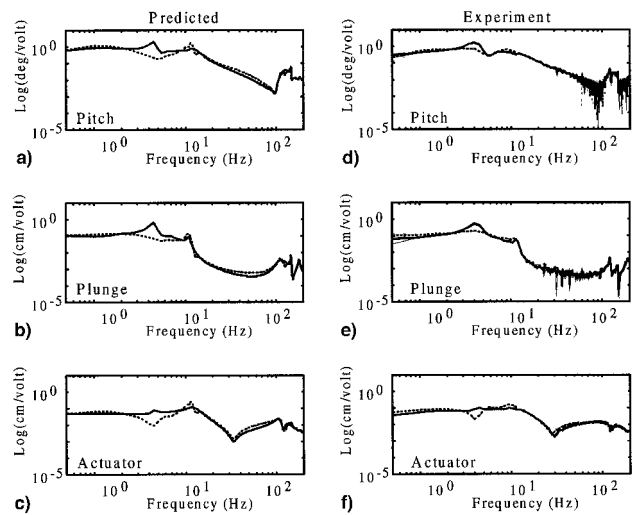 Predicted
Experiment
Log(deg/volt)
10^0
10^-5
Pitch
a)
10^0 10^1 10^2
Frequency (Hz)
Log(deg/volt)
10^0
10^-5
Pitch
d)
10^0 10^1 10^2
Frequency (Hz)
Log(cm/volt)
10^0
10^-5
Plunge
b)
10^0 10^1 10^2
Frequency (Hz)
Log(cm/volt)
10^0
10^-5
Plunge
e)
10^0 10^1 10^2
Frequency (Hz)
Log(cm/volt)
10^0
10^-5
Actuator
c)
10^0 10^1 10^2
Frequency (Hz)
Log(cm/volt)
10^0
10^-5
Actuator
f)
10^0 10^1 10^2
Frequency (Hz)